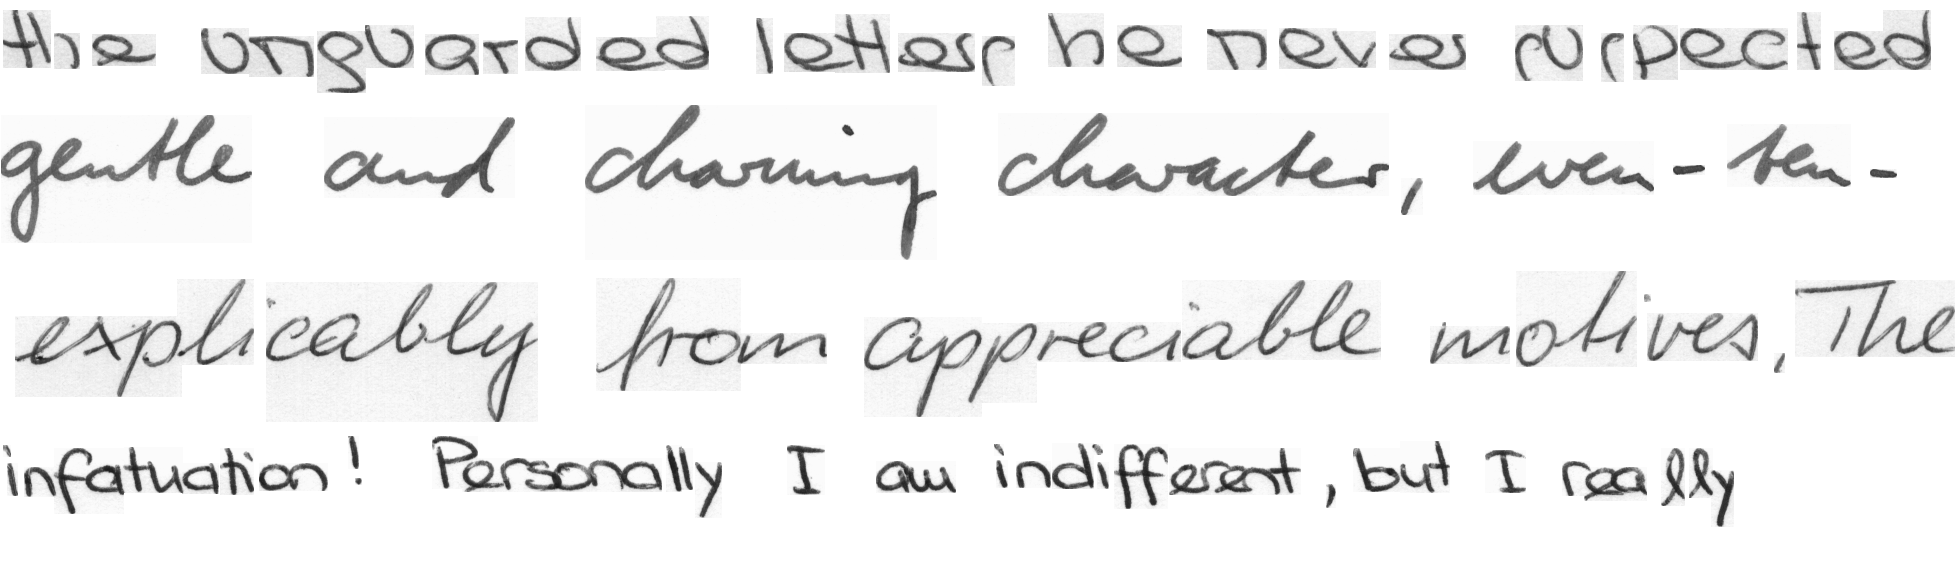 the unguarded letters he never suspected
gentle and charming character, even-tem-
explicably from appreciable motives, The
infatuation! Personally I am indifferent, but I really